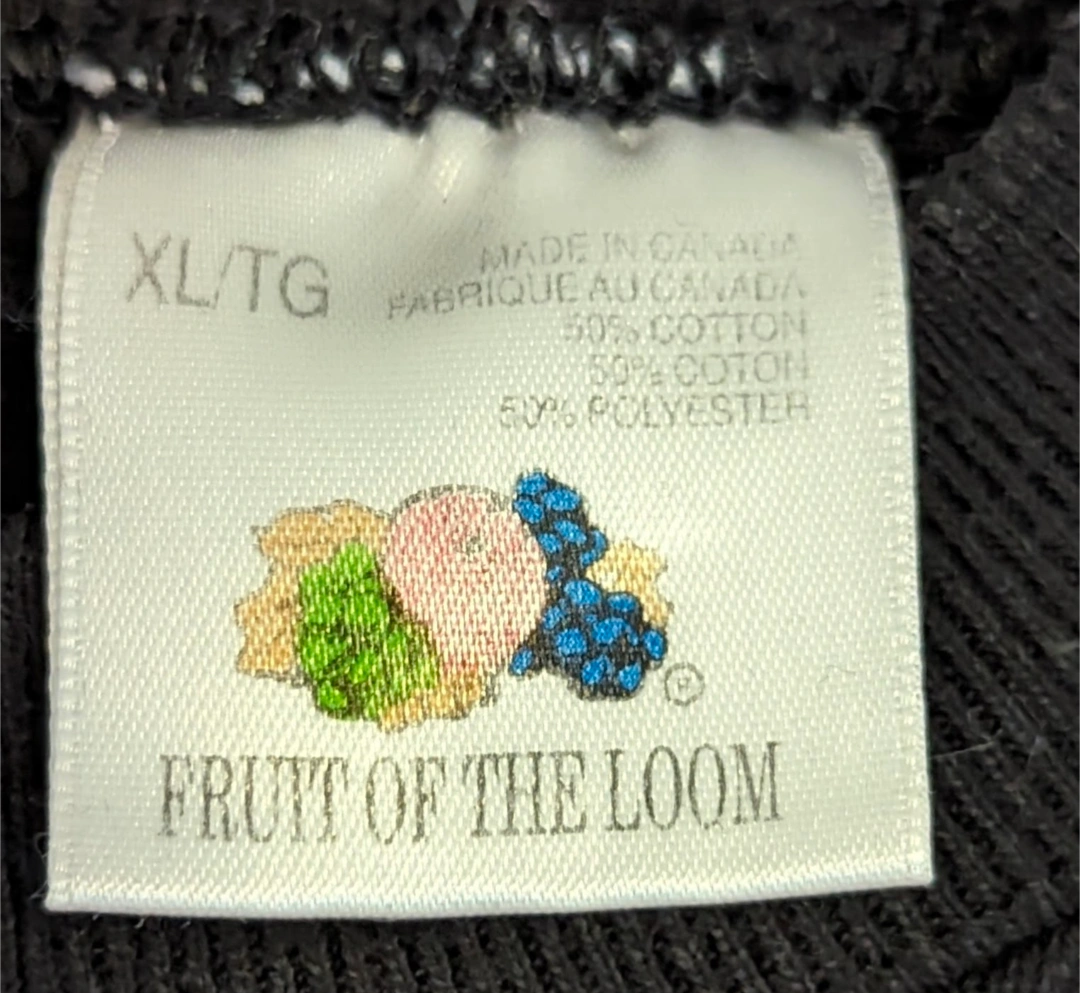 XL/TG
MADE IN CANADA
FABRIQUE AU CANADA
50% COTTON
50% COTON
50% POLYESTER
®
FRUIT OF THE LOOM